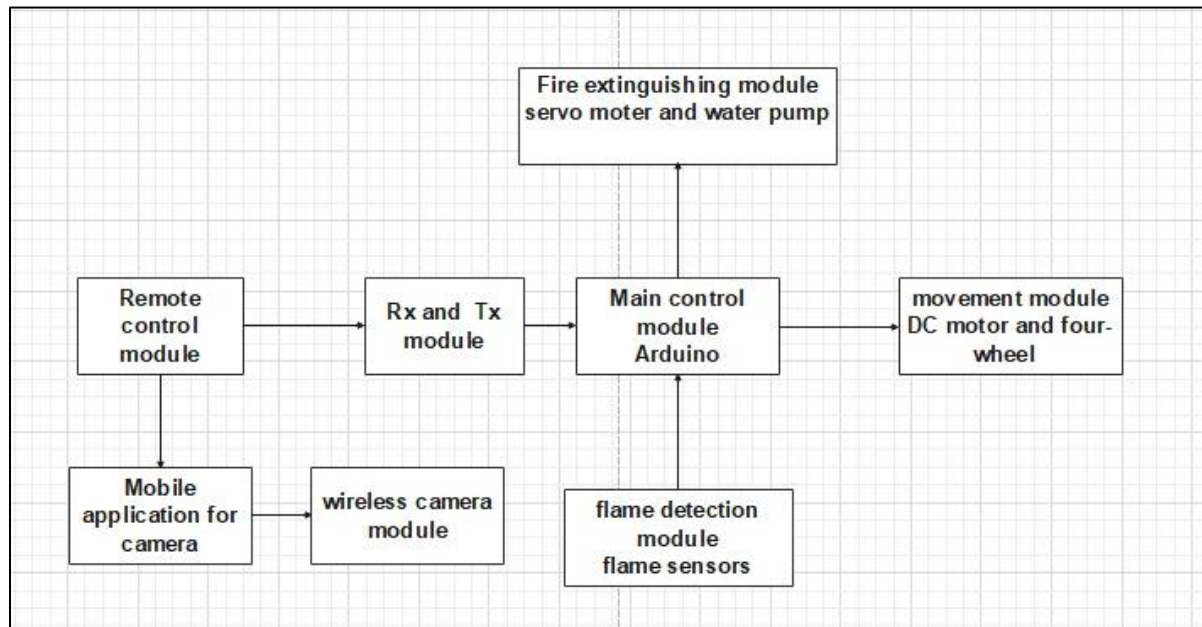 Fire extinguishing module
servo moter and water pump
Remote
control
module
Rx and Tx
module
Main control
module
Arduino
movement module
DC motor and four-
wheel
Mobile
application for
camera
wireless camera
module
flame detection
module
flame sensors